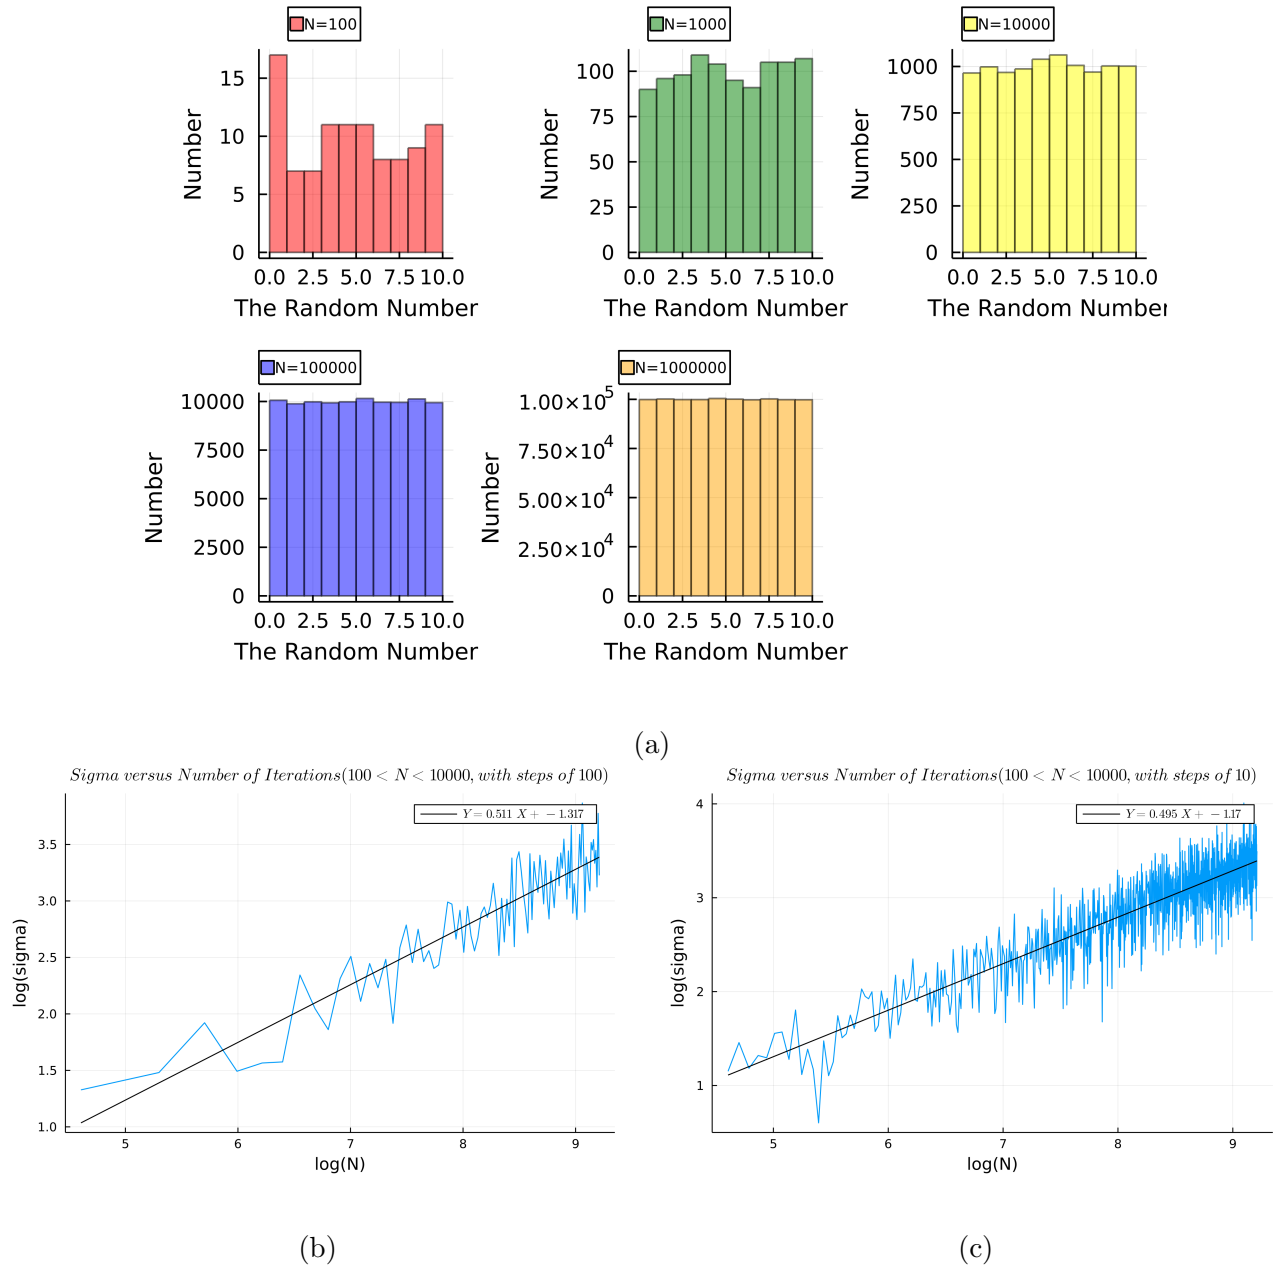 N=100
N=1000
N=10000
Number
15
10
5
0
0.0 2.5 5.0 7.5 10.0
The Random Number
Number
100
75
50
25
0
0.0 2.5 5.0 7.5 10.0
The Random Number
Number
1000
750
500
250
0
0.0 2.5 5.0 7.5 10.0
The Random Number
N=100000
N=1000000
Number
10000
7500
5000
2500
0
0.0 2.5 5.0 7.5 10.0
The Random Number
Number
1.00×10⁵
7.50×10⁴
5.00×10⁴
2.50×10⁴
0
0.0 2.5 5.0 7.5 10.0
The Random Number
(a)
Sigma versus Number of Iterations(100 < N < 10000, with steps of 100)
Y = 0.511 X + −1.317
log(sigma)
3.5
3.0
2.5
2.0
1.5
1.0
5 6 7 8 9
log(N)
(b)
Sigma versus Number of Iterations(100 < N < 10000, with steps of 10)
Y = 0.495 X + −1.17
log(sigma)
4
3
2
1
5 6 7 8 9
log(N)
(c)